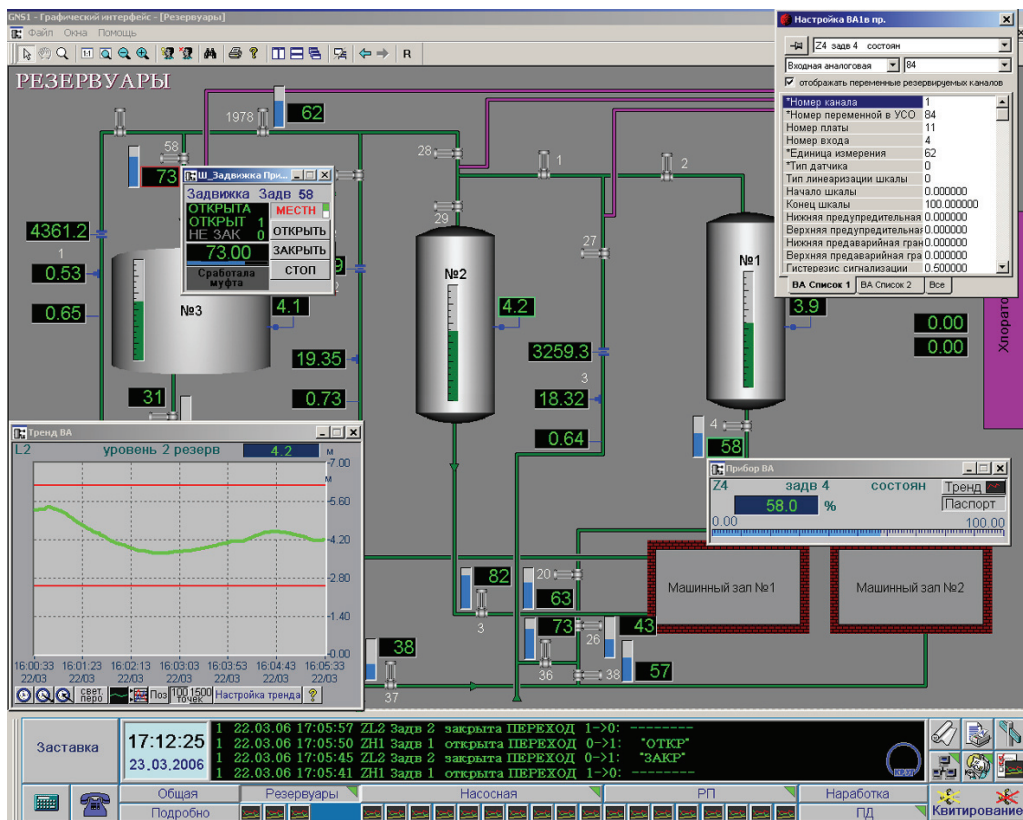 GNS1 - Графический интерфейс - [Резервуары]
Файл Окна Помощь
R
РЕЗЕРВУАРЫ
1978
62
58
73
28
29
1
2
27
4361.2
1
0.53
0.65
№3
4.1
19.35
0.73
31
№2
4.2
3259.3
3
18.32
0.64
№1
3.9
0.00
0.00
4
58
Ш_Задвижка При...
Задвижка Задв 58
ОТКРЫТА
ОТКРЫТ 1
НЕ ЗАК 0
73.00
Сработала
муфта
МЕСТН
ОТКРЫТЬ
ЗАКРЫТЬ
СТОП
Настройка ВА1в пр.
Z4 задв 4 состоян
Входная аналоговая 84
отображать переменные резервируемых каналов
*Номер канала 1
*Номер переменной в УСО 84
Номер платы 11
Номер входа 4
*Единица измерения 62
*Тип датчика 0
Тип линеаризации шкалы 0
Начало шкалы 0.000000
Конец шкалы 100.000000
Нижняя предупредительная 0.000000
Верхняя предупредительная 0.000000
Нижняя предаварийная гран 0.000000
Верхняя предаварийная гра 0.000000
Гистерезис сигнализации 0.500000
ВА Список 1 ВА Список 2 Все
Тренд ВА
L2 уровень 2 резерв 4.2 м
7.00
м
5.60
4.20
2.80
1.40
0.00
16:00:33 16:01:23 16:02:13 16:03:03 16:03:53 16:04:43 16:05:33
22/03 22/03 22/03 22/03 22/03 22/03 22/03
свет. перо Поз 100 1500 точек Настройка тренда
Прибор ВА
Z4 задв 4 состоян Тренд
58.0 % Паспорт
0.00 100.00
Машинный зал №1
Машинный зал №2
82
3
20
63
73
26
43
36
38
57
38
37
Заставка
17:12:25
23.03.2006
1 22.03.06 17:05:57 ZL2 Задв 2 закрыта ПЕРЕХОД 1->0: --------
1 22.03.06 17:05:50 ZH1 Задв 1 открыта ПЕРЕХОД 0->1: "ОТКР"
1 22.03.06 17:05:45 ZL2 Задв 2 закрыта ПЕРЕХОД 0->1: "ЗАКР"
1 22.03.06 17:05:41 ZH1 Задв 1 открыта ПЕРЕХОД 1->0: --------
Общая Резервуары Насосная РП Наработка
Подробно ПД
Квитирование